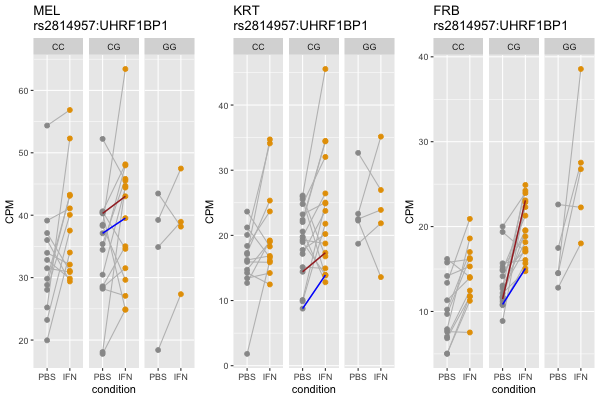 MEL
rs2814957:UHRF1BP1
CC CG GG
60
50
40
30
20
CPM
PBS IFN PBS IFN PBS IFN
condition
KRT
rs2814957:UHRF1BP1
CC CG GG
40
30
20
10
0
CPM
PBS IFN PBS IFN PBS IFN
condition
FRB
rs2814957:UHRF1BP1
CC CG GG
40
30
20
10
CPM
PBS IFN PBS IFN PBS IFN
condition